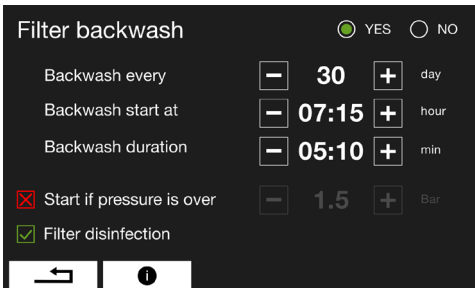 Filter backwash YES NO
Backwash every − 30 + day
Backwash start at − 07:15 + hour
Backwash duration − 05:10 + min
Start if pressure is over − 1.5 + Bar
Filter disinfection
i